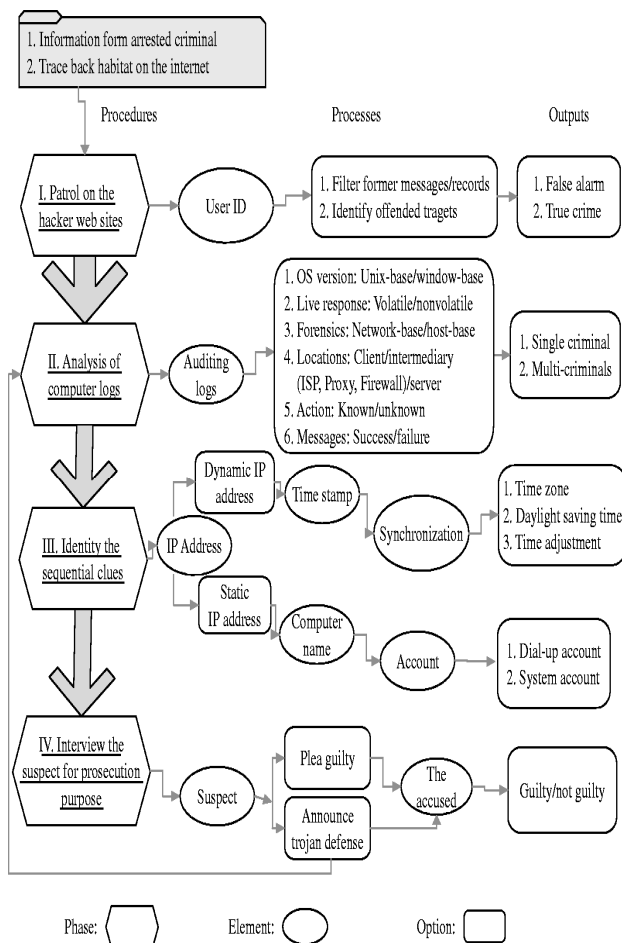 1. Information form arrested criminal
2. Trace back habitat on the internet
Procedures
Processes
Outputs
I. Patrol on the
hacker web sites
User ID
1. Filter former messages/records
2. Identify offended tragets
1. False alarm
2. True crime
II. Analysis of
computer logs
Auditing
logs
1. OS version: Unix-base/window-base
2. Live response: Volatile/nonvolatile
3. Forensics: Network-base/host-base
4. Locations: Client/intermediary
(ISP, Proxy, Firewall)/server
5. Action: Known/unknown
6. Messages: Success/failure
1. Single criminal
2. Multi-criminals
III. Identity the
sequential clues
IP Address
Dynamic IP
address
Time stamp
Synchronization
1. Time zone
2. Daylight saving time
3. Time adjustment
Static
IP address
Computer
name
Account
1. Dial-up account
2. System account
IV. Interview the
suspect for prosecution
purpose
Suspect
Plea guilty
Announce
trojan defense
The
accused
Guilty/not guilty
Phase:
Element:
Option: